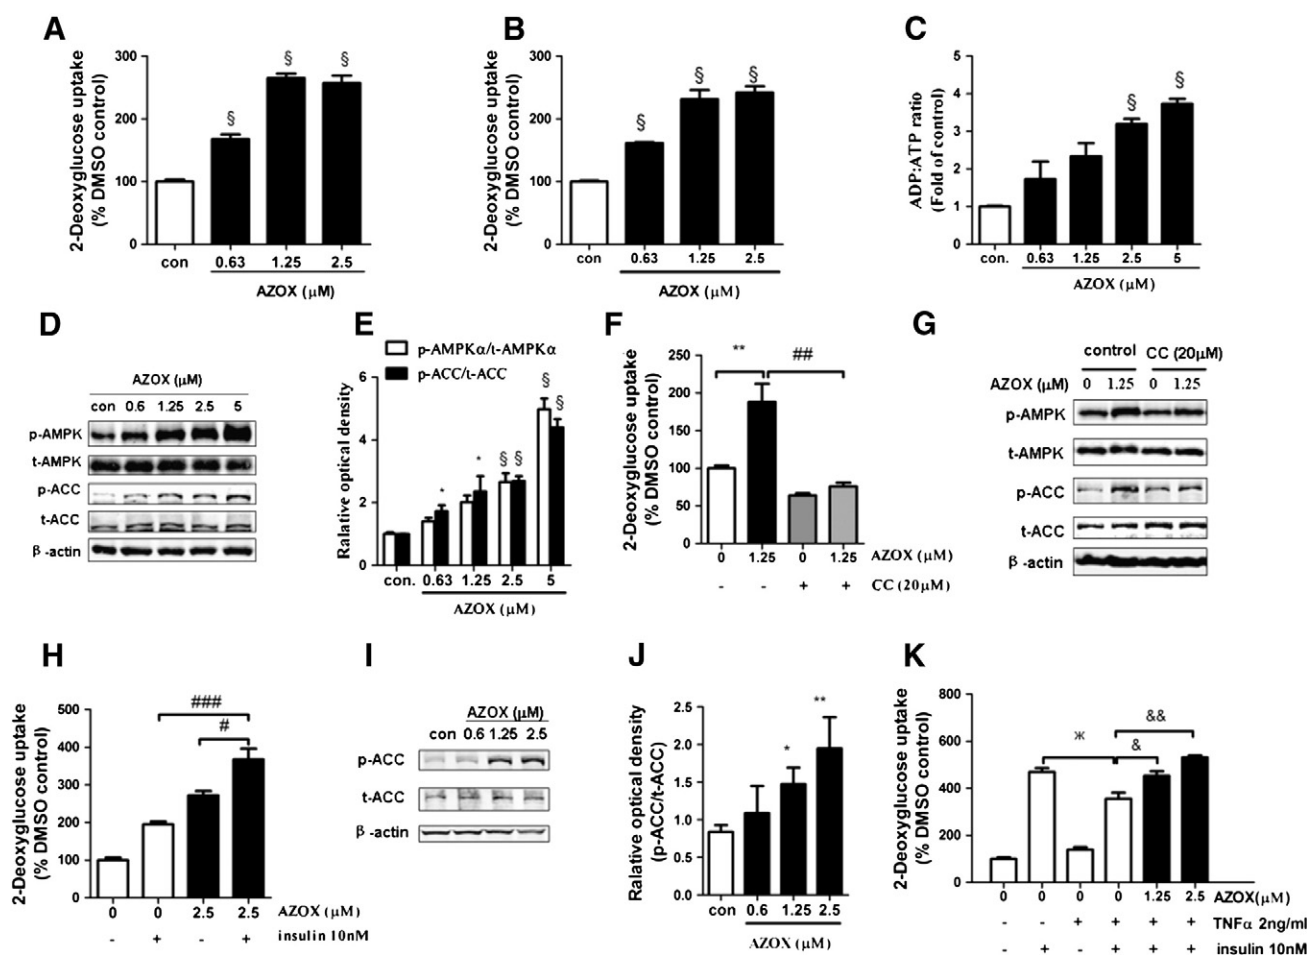 A
2-Deoxyglucose uptake
(% DMSO control)
300
200
100
0
§ § §
con 0.63 1.25 2.5
AZOX (μM)
B
2-Deoxyglucose uptake
(% DMSO control)
300
200
100
0
§ § §
con 0.63 1.25 2.5
AZOX (μM)
C
ADP:ATP ratio
(Fold of control)
5
4
3
2
1
0
§ §
con. 0.63 1.25 2.5 5
AZOX (μM)
D
AZOX (μM)
con 0.6 1.25 2.5 5
p-AMPK
t-AMPK
p-ACC
t-ACC
β-actin
E
p-AMPKα/t-AMPKα
p-ACC/t-ACC
Ralative optical density
6
4
2
0
* * § § § §
con. 0.63 1.25 2.5 5
AZOX (μM)
F
2-Deoxyglucose uptake
(% DMSO control)
250
200
150
100
50
0
** ##
0 1.25 0 1.25 AZOX (μM)
- - + + CC (20μM)
G
control CC (20μM)
AZOX (μM) 0 1.25 0 1.25
p-AMPK
t-AMPK
p-ACC
t-ACC
β-actin
H
2-Deoxyglucose uptake
(% DMSO control)
500
400
300
200
100
0
###
#
0 0 2.5 2.5 AZOX (μM)
- + - + insulin 10nM
I
AZOX (μM)
con 0.6 1.25 2.5
p-ACC
t-ACC
β-actin
J
Ralative optical density
(p-ACC/t-ACC)
2.5
2.0
1.5
1.0
0.5
0.0
* **
con 0.6 1.25 2.5
AZOX (μM)
K
2-Deoxyglucose uptake
(% DMSO control)
800
600
400
200
0
&&
ж &
0 0 0 0 1.25 2.5 AZOX(μM)
- - + + + + TNFα 2ng/ml
- + - + + + insulin 10nM